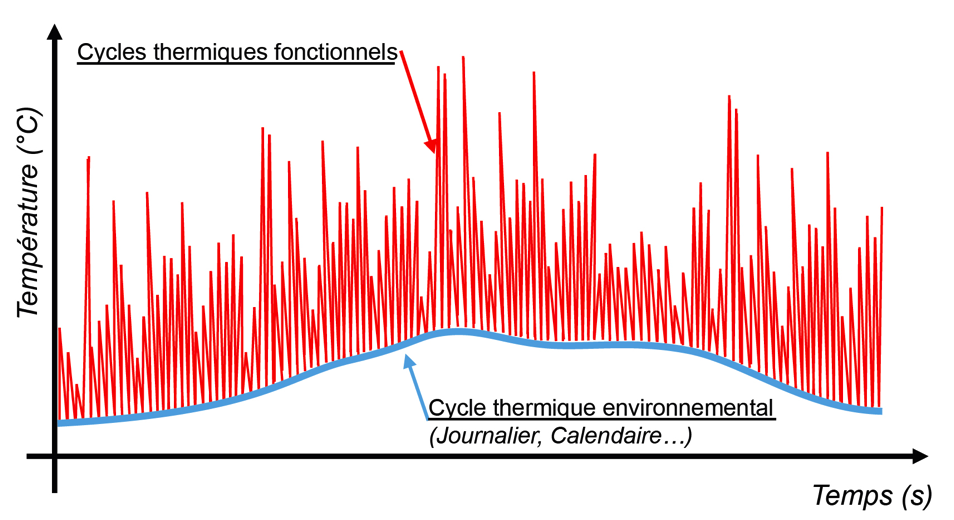 Cycles thermiques fonctionnels
Température (°C)
Cycle thermique environnemental
(Journalier, Calendaire…)
Temps (s)